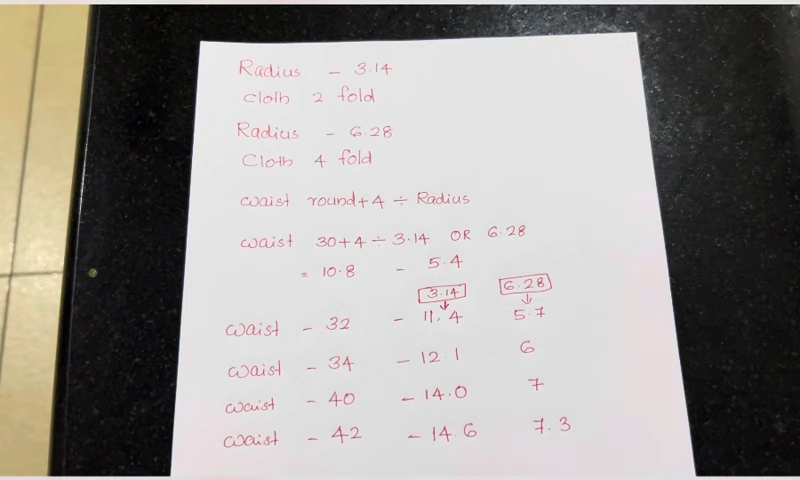 Radius - 3.14
Cloth 2 fold
Radius - 6.28
Cloth 4 fold
waist round + 4 ÷ Radius
waist 30+4 ÷ 3.14 OR 6.28
= 10.8 - 5.4
3.14 6.28
waist - 32 - 11.4 5.7
waist - 34 - 12.1 6
waist - 40 - 14.0 7
waist - 42 - 14.6 7.3